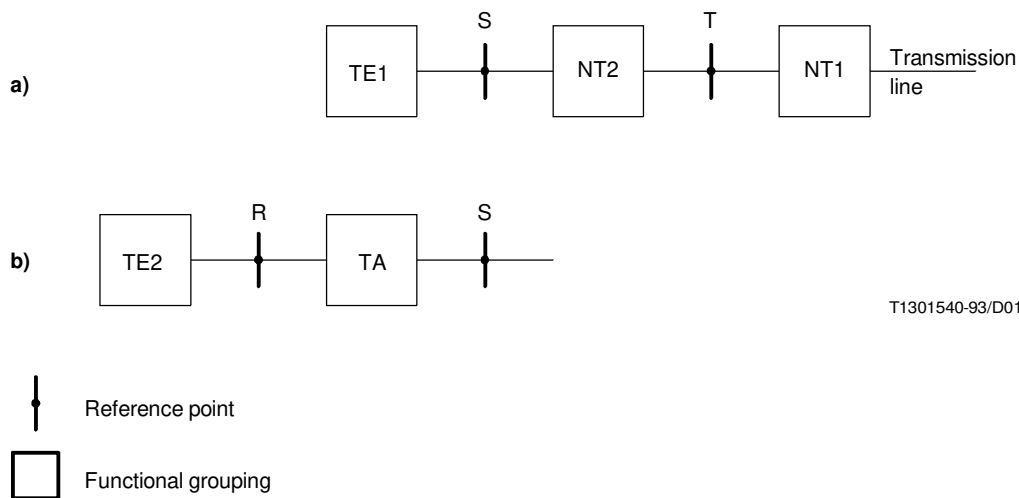 S
T
a)
TE1
NT2
NT1
Transmission
line
R
S
b)
TE2
TA
T1301540-93/D01
Reference point
Functional grouping